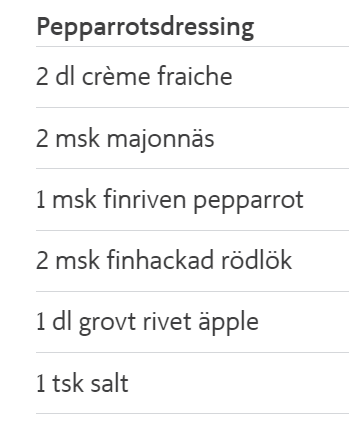 Pepparrotsdressing
2 dl crème fraiche
2 msk majonnäs
1 msk finriven pepparrot
2 msk finhackad rödlök
1 dl grovt rivet äpple
1 tsk salt